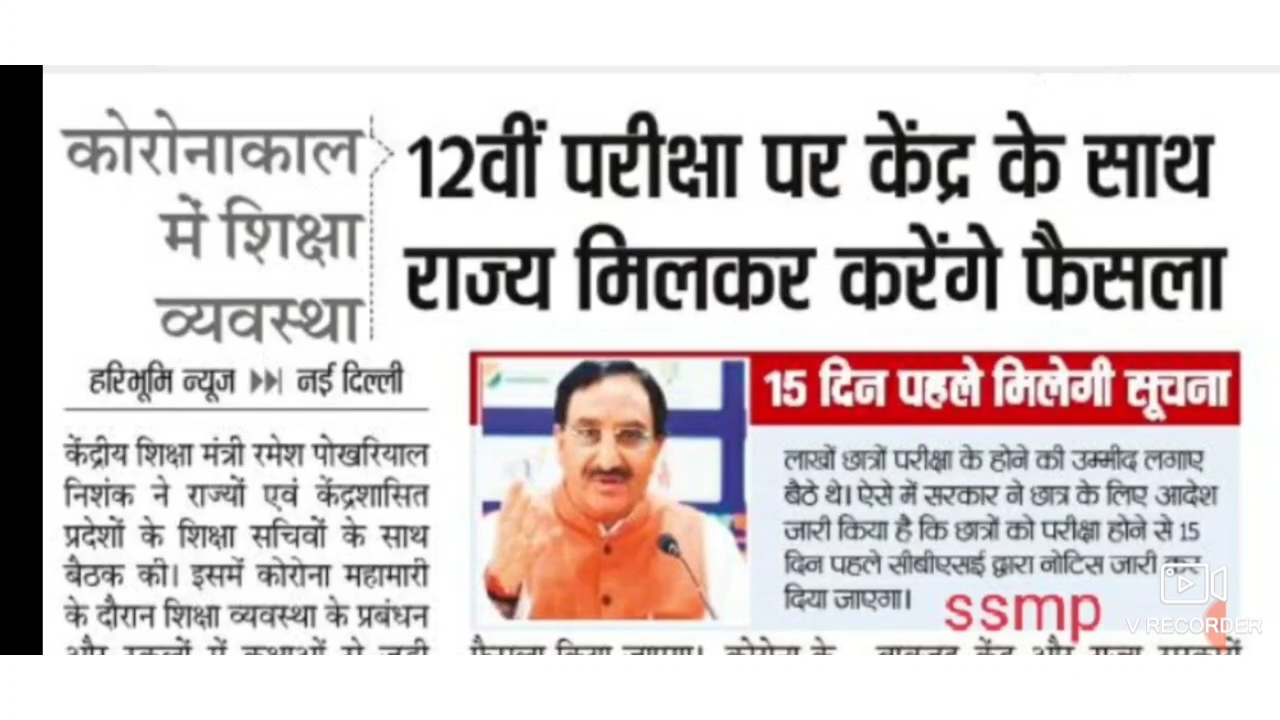 कोरोनाकाल
में शिक्षा
व्यवस्था
12वीं परीक्षा पर केंद्र के साथ
राज्य मिलकर करेंगे फैसला
हरिभूमि न्यूज ▶▶| नई दिल्ली
केंद्रीय शिक्षा मंत्री रमेश पोखरियाल
निशंक ने राज्यों एवं केंद्रशासित
प्रदेशों के शिक्षा सचिवों के साथ
बैठक की। इसमें कोरोना महामारी
के दौरान शिक्षा व्यवस्था के प्रबंधन
15 दिन पहले मिलेगी सूचना
लाखों छात्रों परीक्षा के होने की उम्मीद लगाए
बैठे थे। ऐसे में सरकार ने छात्र के लिए आदेश
जारी किया है कि छात्रों को परीक्षा होने से 15
दिन पहले सीबीएसई द्वारा नोटिस जारी कर
दिया जाएगा।
ssmp
V RECORDER